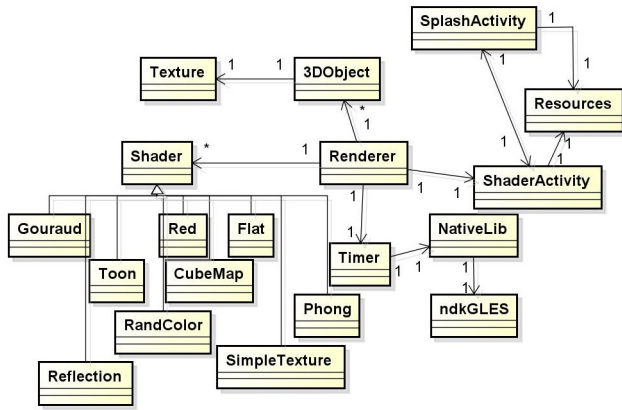 SplashActivity
1
1
1
Texture
1
1
3DObject
Resources
*
1
1
1
1
Shader
*
1
Renderer
1
1
ShaderActivity
1
1
Gouraud
Red
Flat
NativeLib
Toon
CubeMap
Timer
1
1
1
1
Phong
ndkGLES
RandColor
SimpleTexture
Reflection